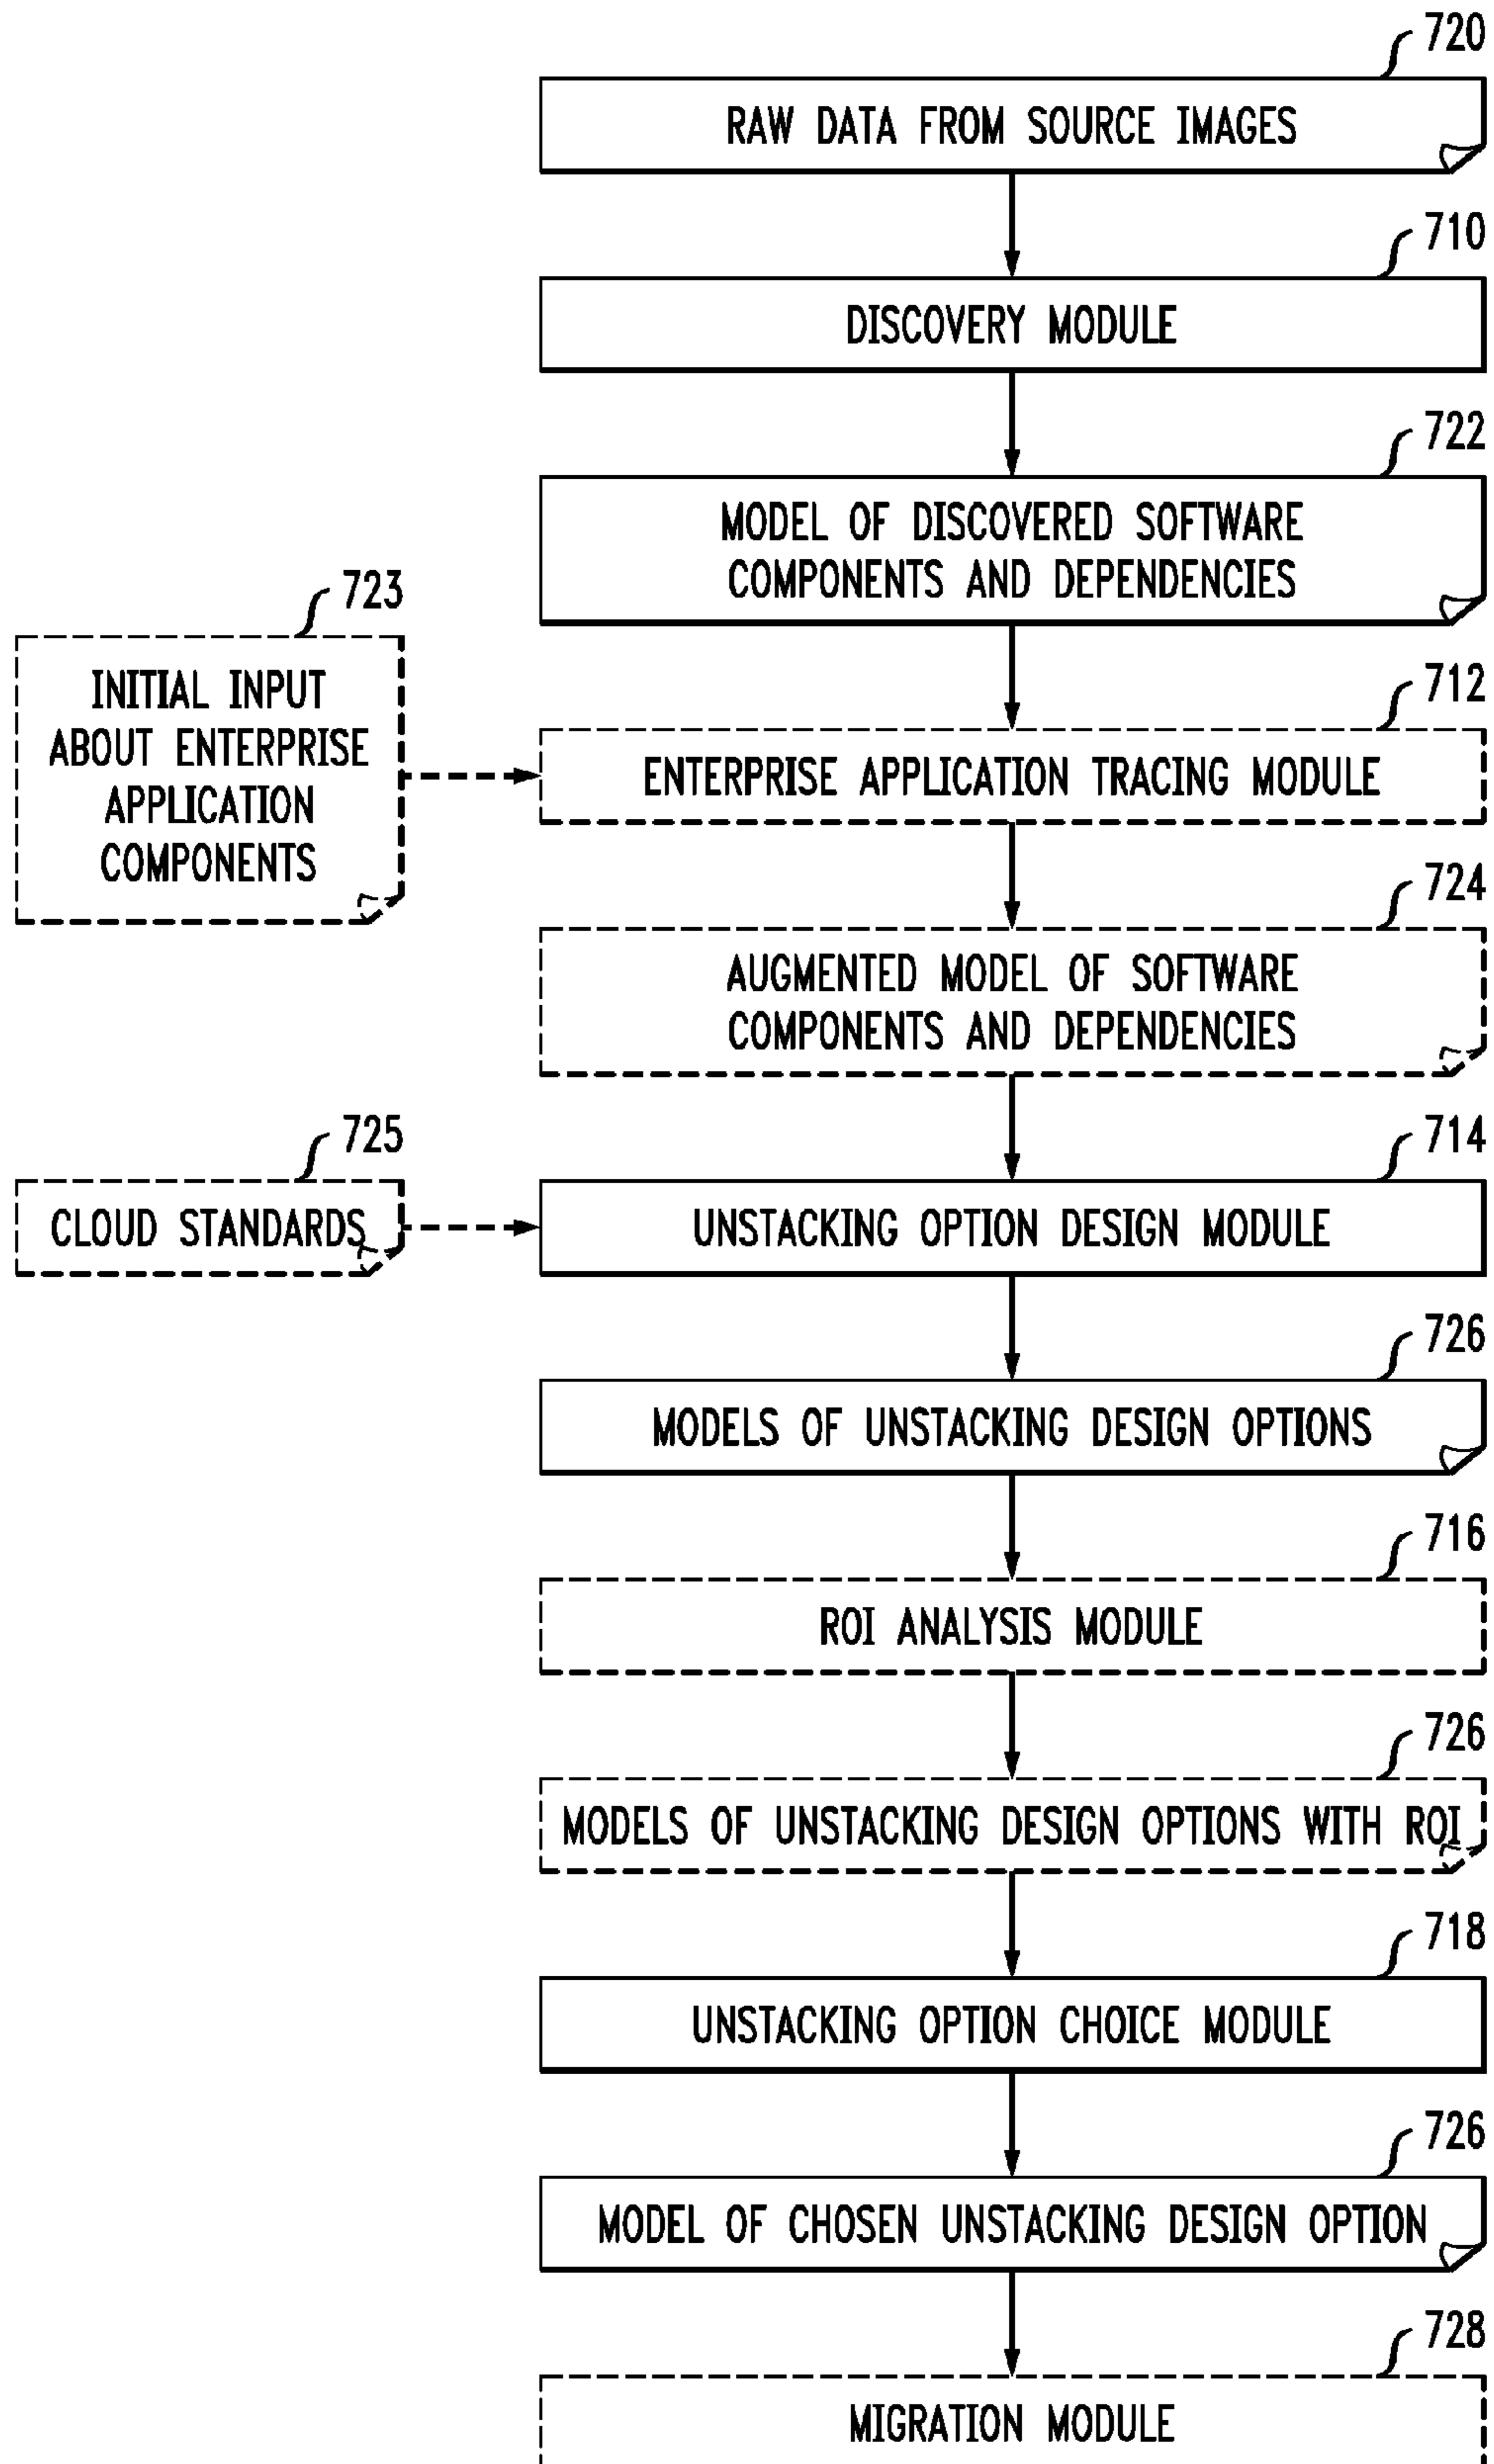 720
RAW DATA FROM SOURCE IMAGES
710
DISCOVERY MODULE
722
MODEL OF DISCOVERED SOFTWARE
COMPONENTS AND DEPENDENCIES
723
INITIAL INPUT
ABOUT ENTERPRISE
APPLICATION
COMPONENTS
712
ENTERPRISE APPLICATION TRACING MODULE
724
AUGMENTED MODEL OF SOFTWARE
COMPONENTS AND DEPENDENCIES
725
CLOUD STANDARDS
714
UNSTACKING OPTION DESIGN MODULE
726
MODELS OF UNSTACKING DESIGN OPTIONS
716
ROI ANALYSIS MODULE
726
MODELS OF UNSTACKING DESIGN OPTIONS WITH ROI
718
UNSTACKING OPTION CHOICE MODULE
726
MODEL OF CHOSEN UNSTACKING DESIGN OPTION
728
MIGRATION MODULE